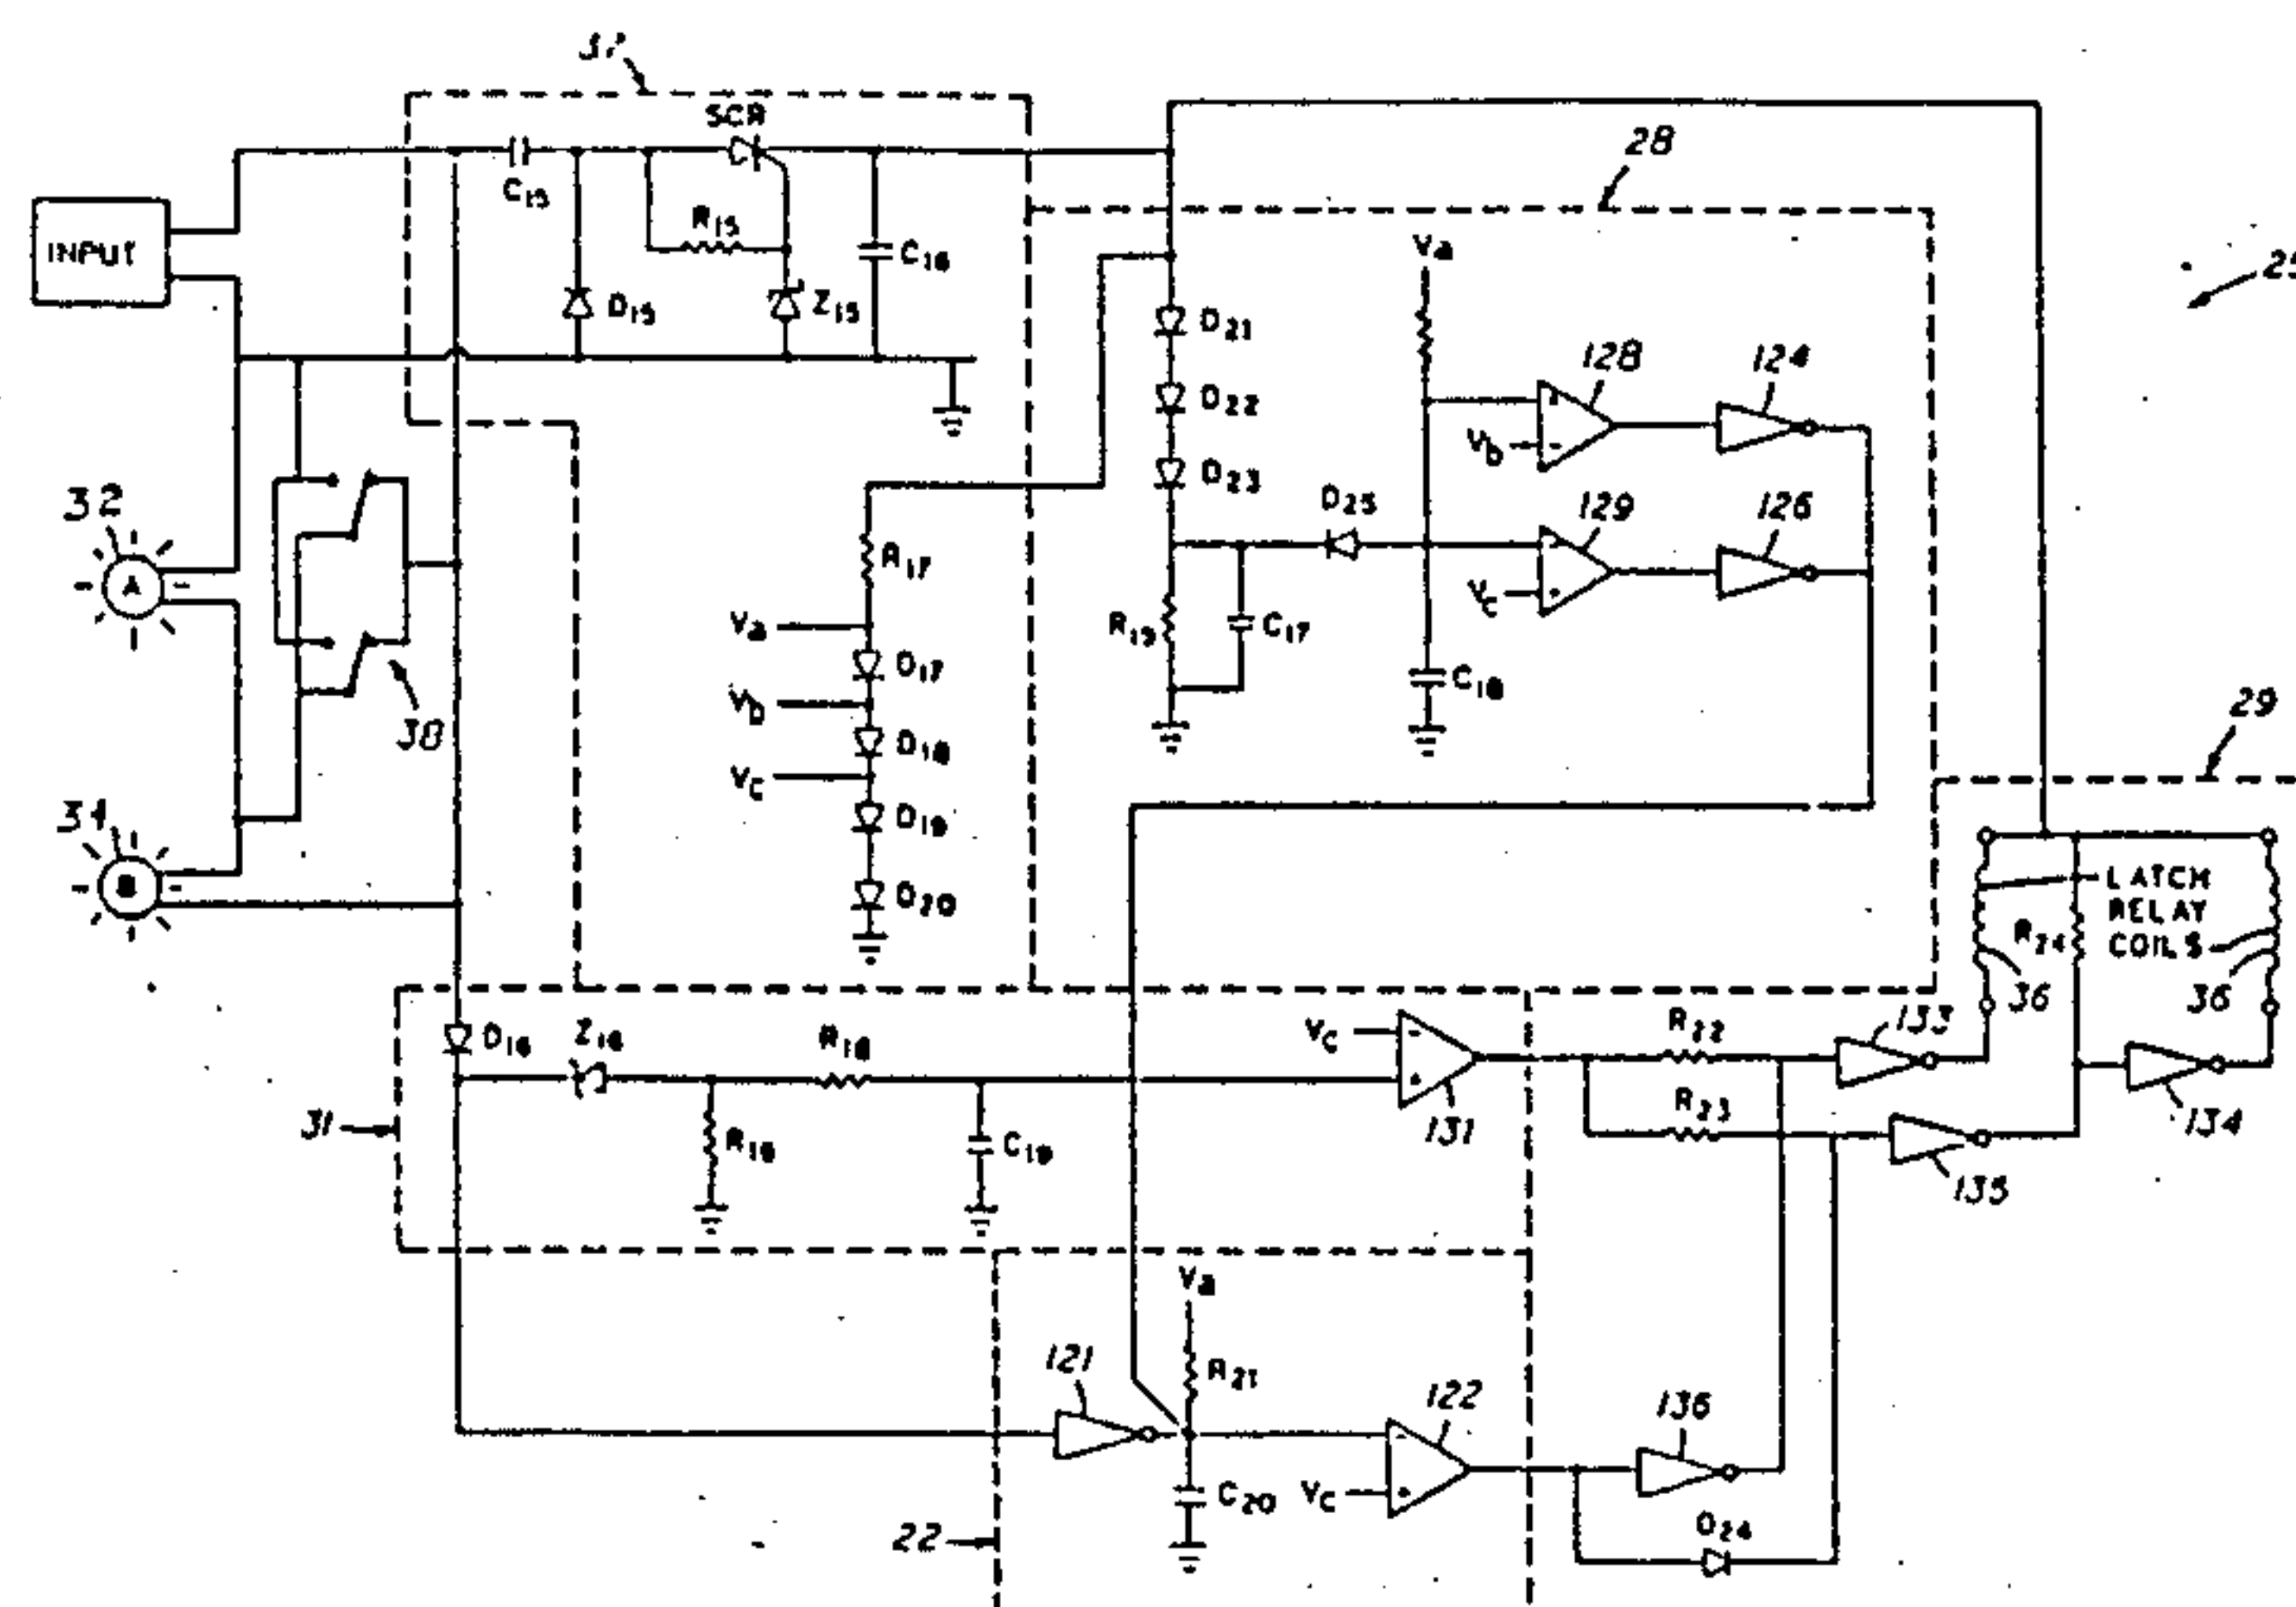 37
SCR
28
C15
R15
C16
Va
INPUT
25
D15
Z15
D21
128
124
D22
Vb
32
D23
D25
129
126
A
R17
Vc
Va
R19
C17
D17
Vb
C18
38
D18
29
Vc
34
D19
B
D20
LATCH
RELAY
COILS
R24
36
36
D16
Z16
R18
Vc
R22
133
31
R18
C19
131
R23
134
135
Va
121
R21
122
136
C20
Vc
D24
22